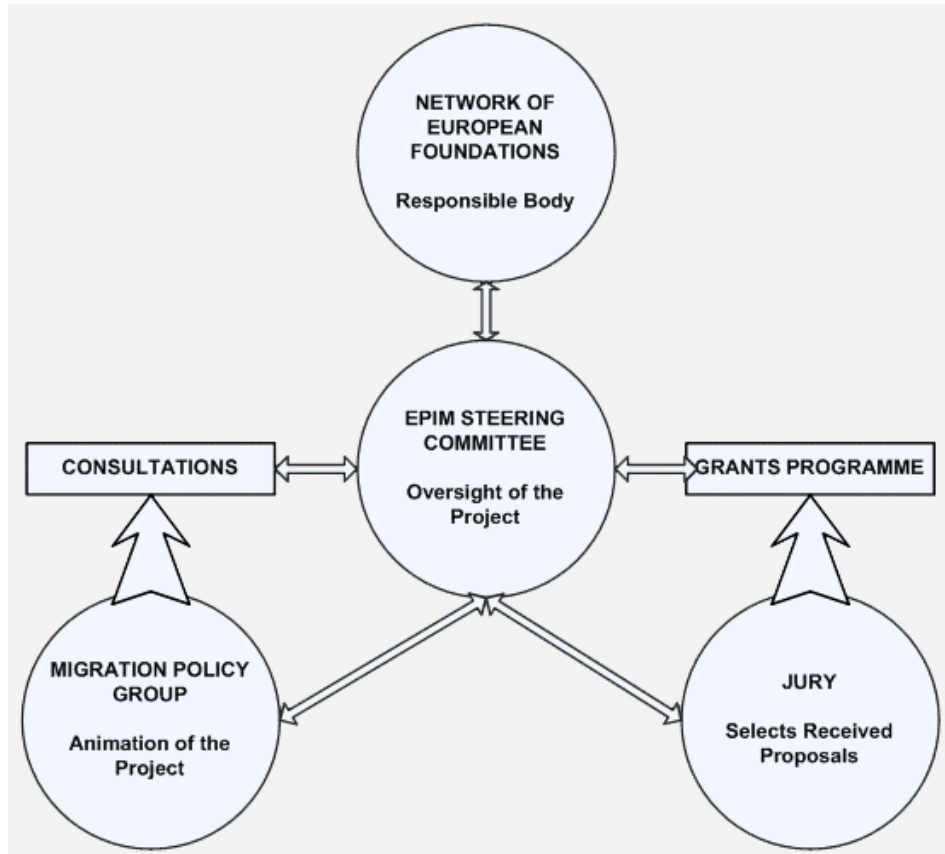 NETWORK OF
EUROPEAN
FOUNDATIONS
Responsible Body
EPIM STEERING
COMMITTEE
Oversight of the
Project
CONSULTATIONS
GRANTS PROGRAMME
MIGRATION POLICY
GROUP
Animation of the
Project
JURY
Selects Received
Proposals